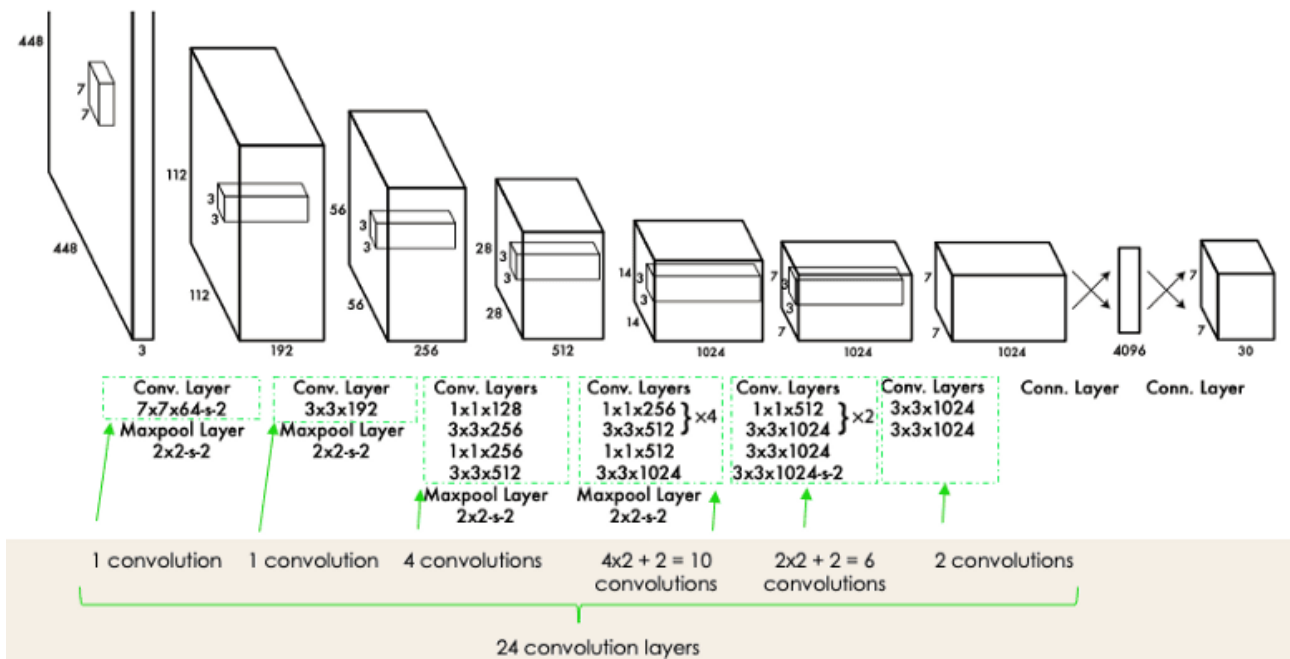 448
7
7
448
3
112
3
3
112
192
56
3
3
56
256
28
3
3
28
512
14
3
3
14
1024
7
3
3
7
1024
7
7
1024
4096
7
7
30
Conv. Layer
7x7x64-s-2
Maxpool Layer
2x2-s-2
Conv. Layer
3x3x192
Maxpool Layer
2x2-s-2
Conv. Layers
1x1x128
3x3x256
1x1x256
3x3x512
Maxpool Layer
2x2-s-2
Conv. Layers
1x1x256
3x3x512
}×4
1x1x512
3x3x1024
Maxpool Layer
2x2-s-2
Conv. Layers
1x1x512
3x3x1024
}×2
3x3x1024
3x3x1024-s-2
Conv. Layers
3x3x1024
3x3x1024
Conn. Layer
Conn. Layer
1 convolution
1 convolution
4 convolutions
4x2 + 2 = 10
convolutions
2x2 + 2 = 6
convolutions
2 convolutions
24 convolution layers